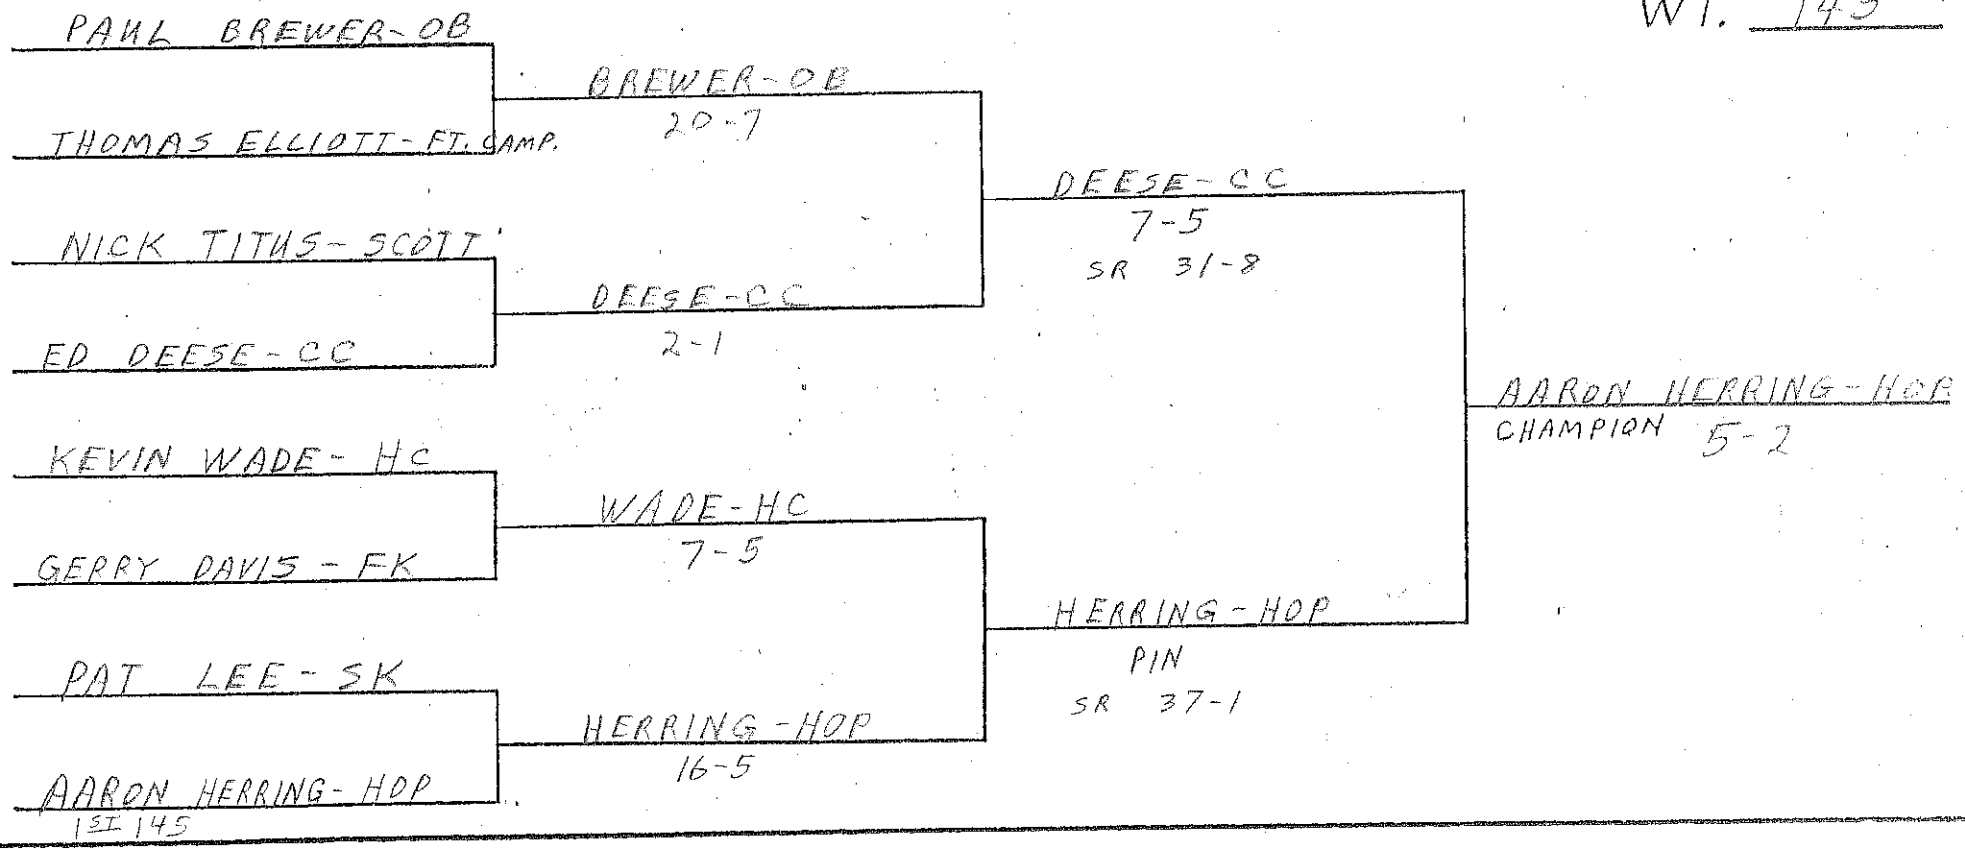 WT. 145
PAUL BREWER-OB
BREWER-OB
20-7
THOMAS ELLIOTT-FT. CAMP.
DEESE-CC
7-5
SR 31-8
NICK TITUS-SCOTT
DEESE-CC
2-1
ED DEESE-CC
AARON HERRING-HOP
CHAMPION 5-2
KEVIN WADE-HC
WADE-HC
7-5
GERRY DAVIS-FK
HERRING-HOP
PIN
SR 37-1
PAT LEE-SK
HERRING-HOP
16-5
AARON HERRING-HOP
1ST 145